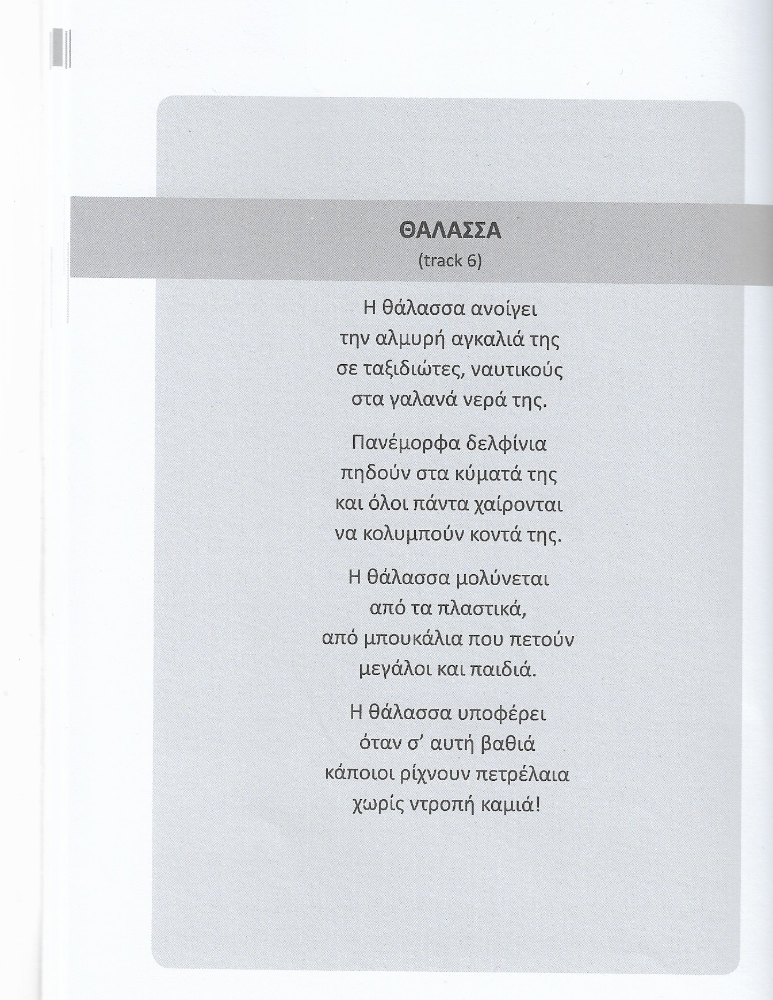 ΘΑΛΑΣΣΑ
(track 6)
Η θάλασσα ανοίγει
την αλμυρή αγκαλιά της
σε ταξιδιώτες, ναυτικούς
στα γαλανά νερά της.
Πανέμορφα δελφίνια
πηδούν στα κύματά της
και όλοι πάντα χαίρονται
να κολυμπούν κοντά της.
Η θάλασσα μολύνεται
από τα πλαστικά,
από μπουκάλια που πετούν
μεγάλοι και παιδιά.
Η θάλασσα υποφέρει
όταν σ’ αυτή βαθιά
κάποιοι ρίχνουν πετρέλαια
χωρίς ντροπή καμιά!